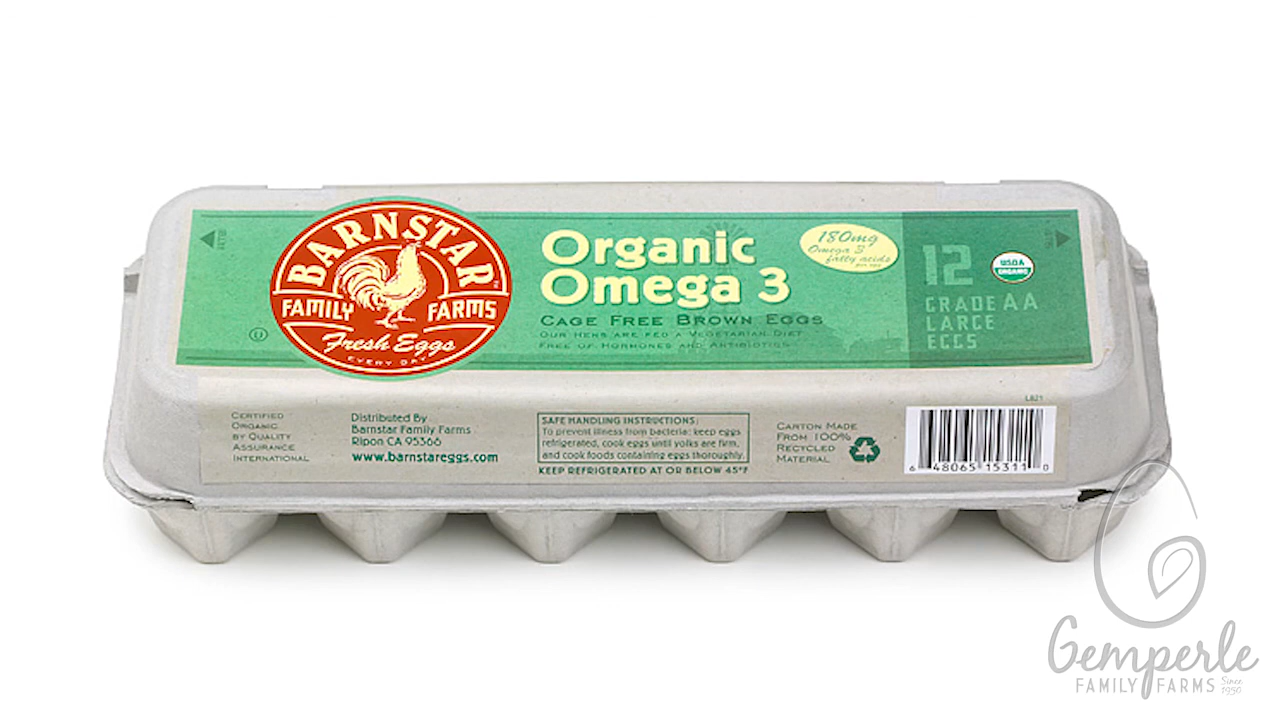 BARNSTAR
FAMILY FARMS
Fresh Eggs
EVERY DAY
Organic
Omega 3
CAGE FREE BROWN EGGS
OUR HENS ARE FED A VEGETARIAN DIET
FREE OF HORMONES AND ANTIBIOTICS
180mg
Omega 3
fatty acids
per egg
12
GRADE AA
LARGE
EGGS
USDA
ORGANIC
U
CERTIFIED
ORGANIC
BY QUALITY
ASSURANCE
INTERNATIONAL
Distributed By
Barnstar Family Farms
Ripon CA 95366
www.barnstareggs.com
SAFE HANDLING INSTRUCTIONS:
To prevent illness from bacteria: keep eggs
refrigerated, cook eggs until yolks are firm,
and cook foods containing eggs thoroughly.
KEEP REFRIGERATED AT OR BELOW 45°F
CARTON MADE
FROM 100%
RECYCLED
MATERIAL
L821
6 48065 15311 0
Gemperle
FAMILY FARMS Since
1950